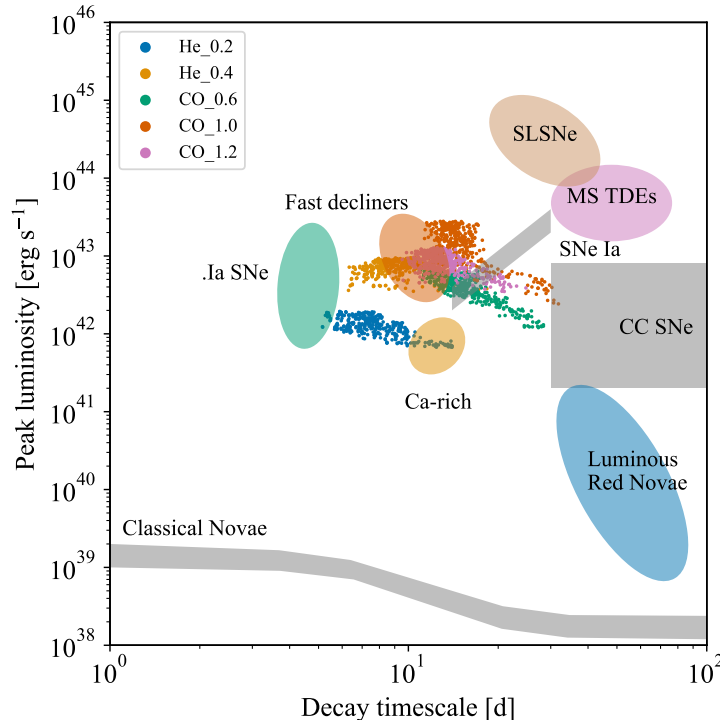 He_0.2
He_0.4
CO_0.6
CO_1.0
CO_1.2
SLSNe
MS TDEs
Fast decliners
SNe Ia
.Ia SNe
CC SNe
Ca-rich
Luminous
Red Novae
Classical Novae
10^46
10^45
10^44
10^43
10^42
10^41
10^40
10^39
10^38
Peak luminosity [erg s^−1]
10^0
10^1
10^2
Decay timescale [d]